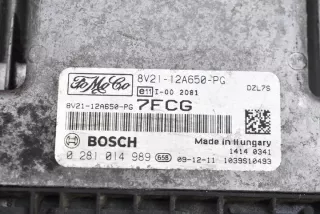 FoMoCo 8V21-12A650-PG
e11 I-00 2081 DZL7S
8V21-12A650-PG 7FCG
BOSCH Made in Hungary
1414 0341
0 281 014 989 658 09-12-11 1039S10493